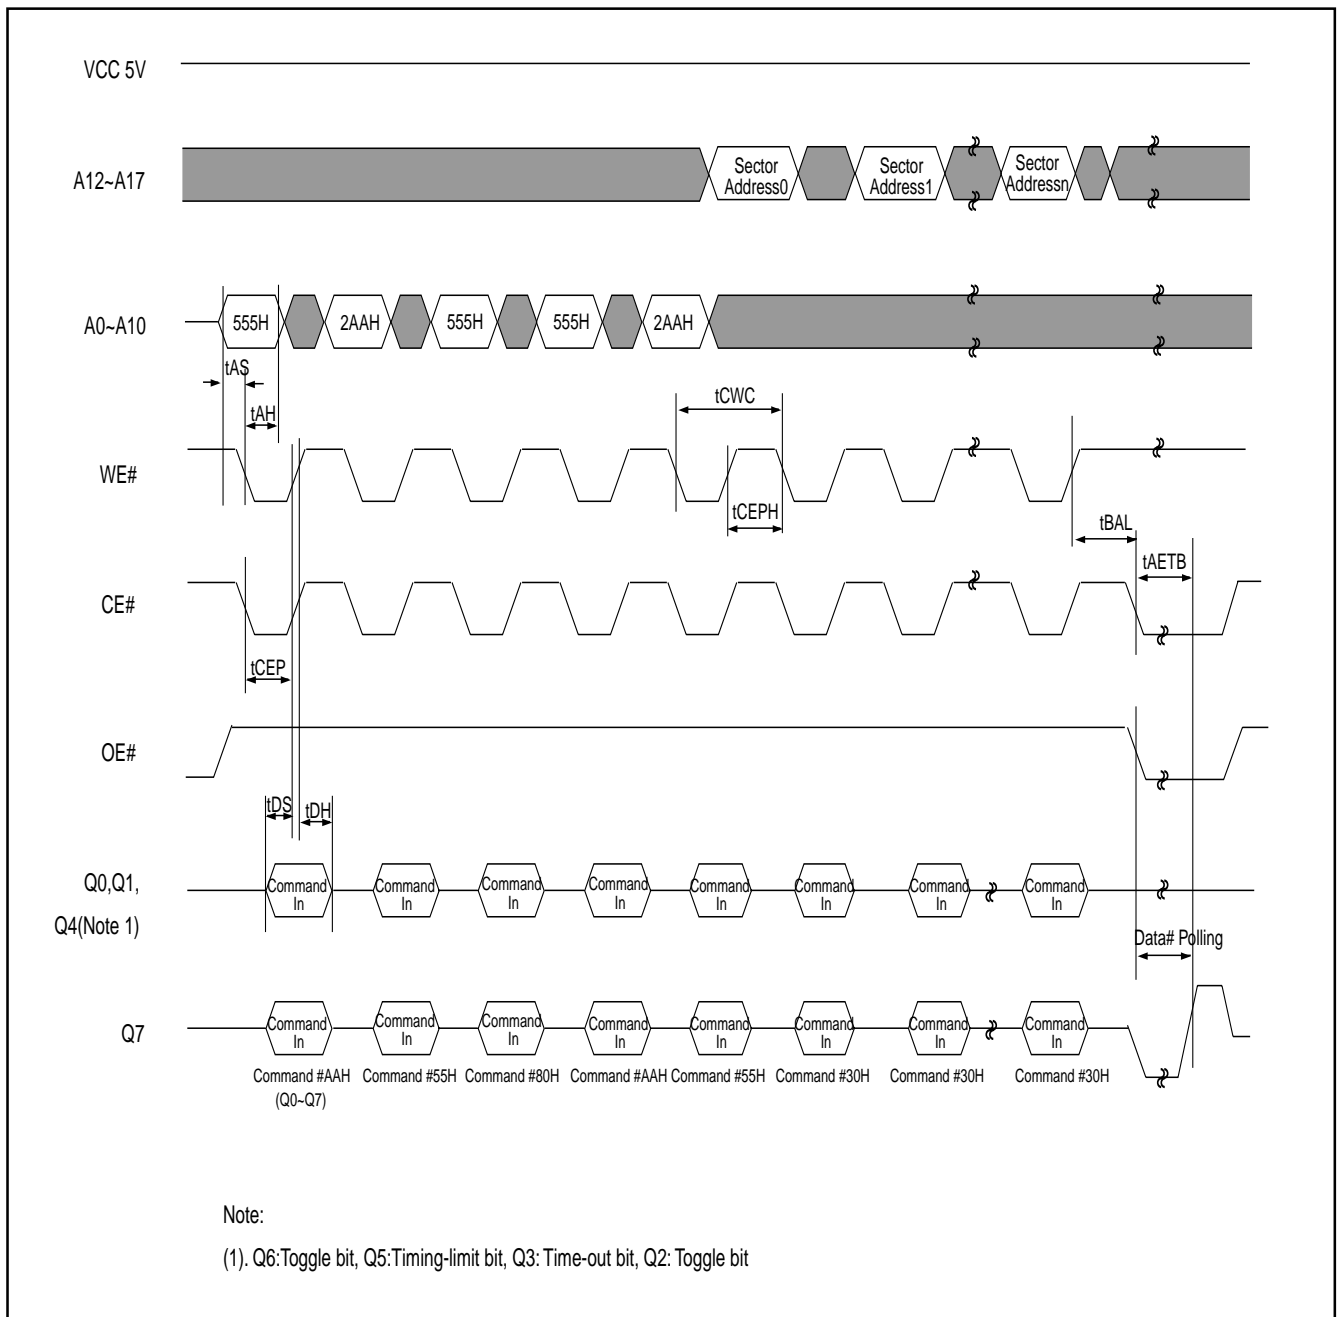 VCC 5V
A12~A17
Sector
Address0
Sector
Address1
Sector
Addressn
A0~A10
555H
2AAH
555H
555H
2AAH
tAS
tAH
tCWC
WE#
tCEPH
tBAL
tAETB
CE#
tCEP
OE#
tDS
tDH
Q0,Q1,
Q4(Note 1)
Command
In
Command
In
Command
In
Command
In
Command
In
Command
In
Command
In
Command
In
Data# Polling
Q7
Command
In
Command
In
Command
In
Command
In
Command
In
Command
In
Command
In
Command
In
Command #AAH
(Q0~Q7)
Command #55H
Command #80H
Command #AAH
Command #55H
Command #30H
Command #30H
Command #30H
Note:
(1). Q6:Toggle bit, Q5:Timing-limit bit, Q3: Time-out bit, Q2: Toggle bit